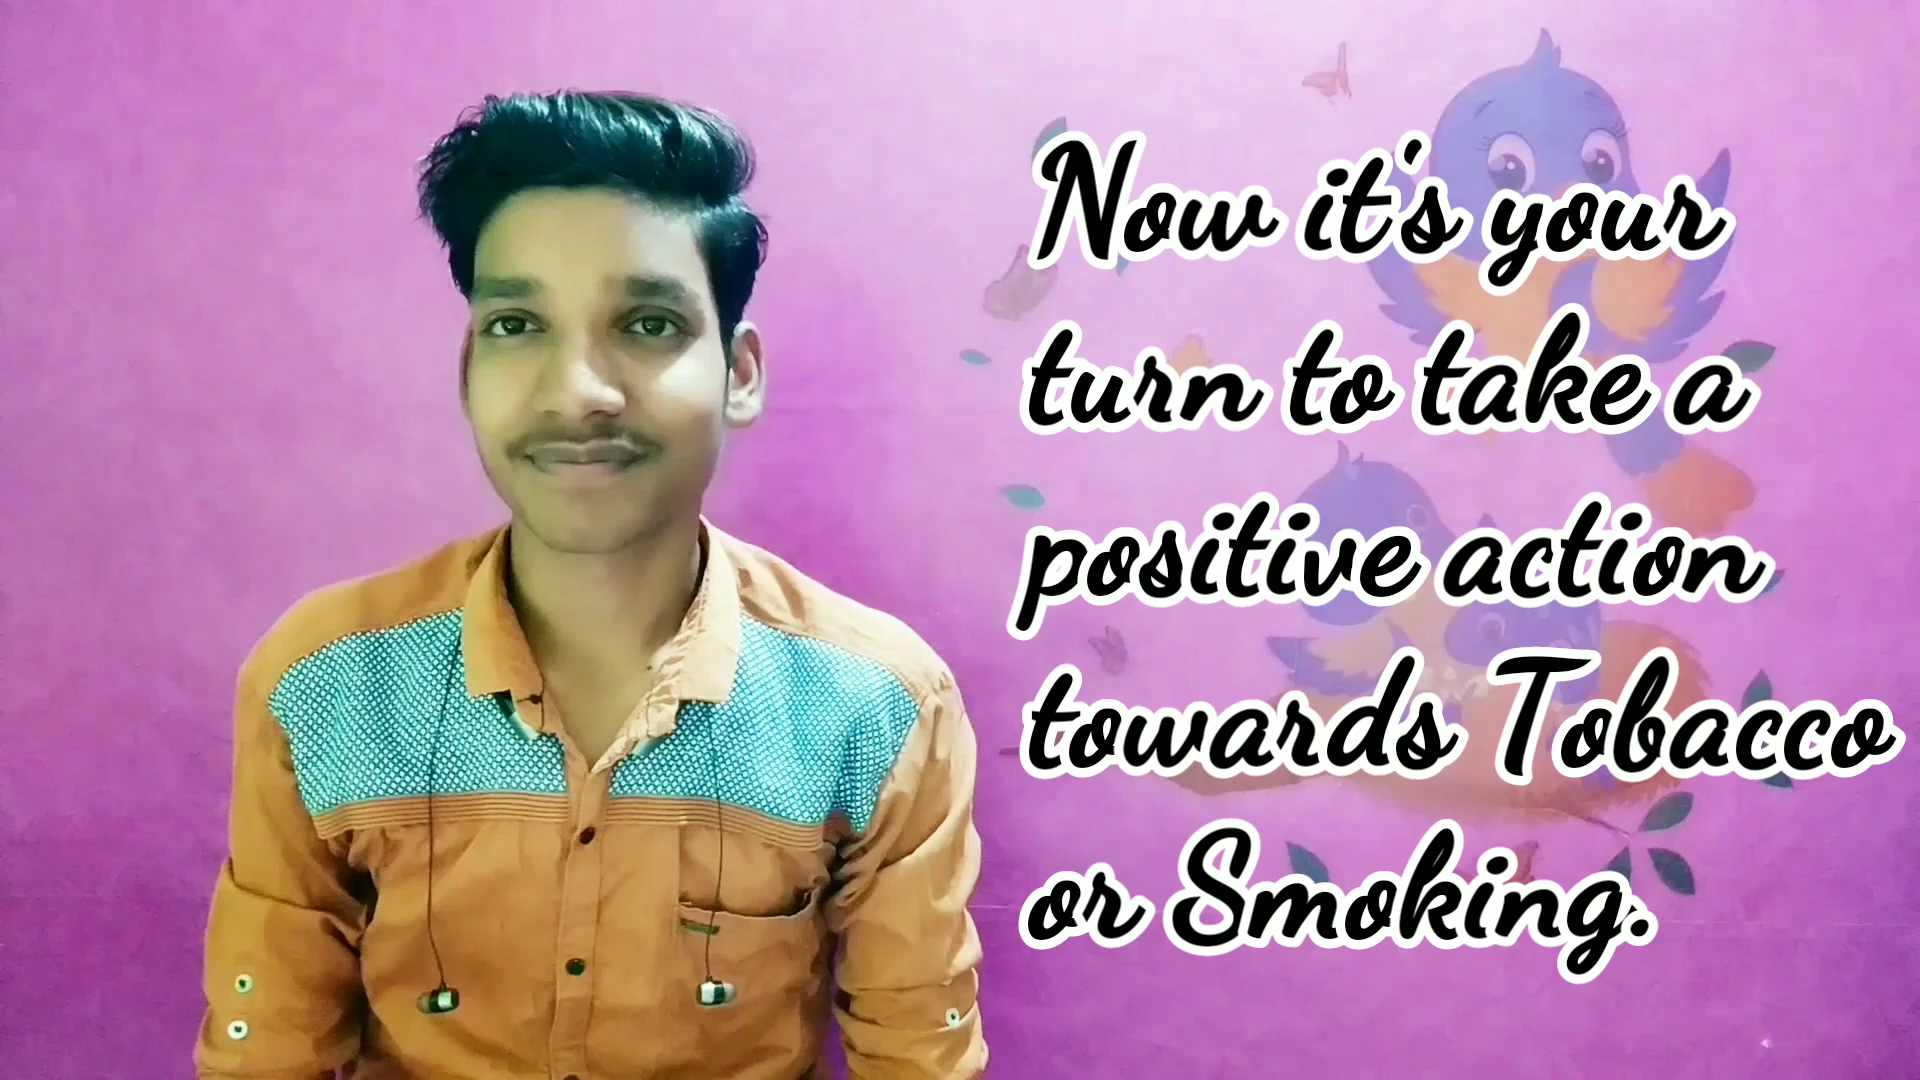 Now it's your
turn to take a
positive action
towards Tobacco
or Smoking.